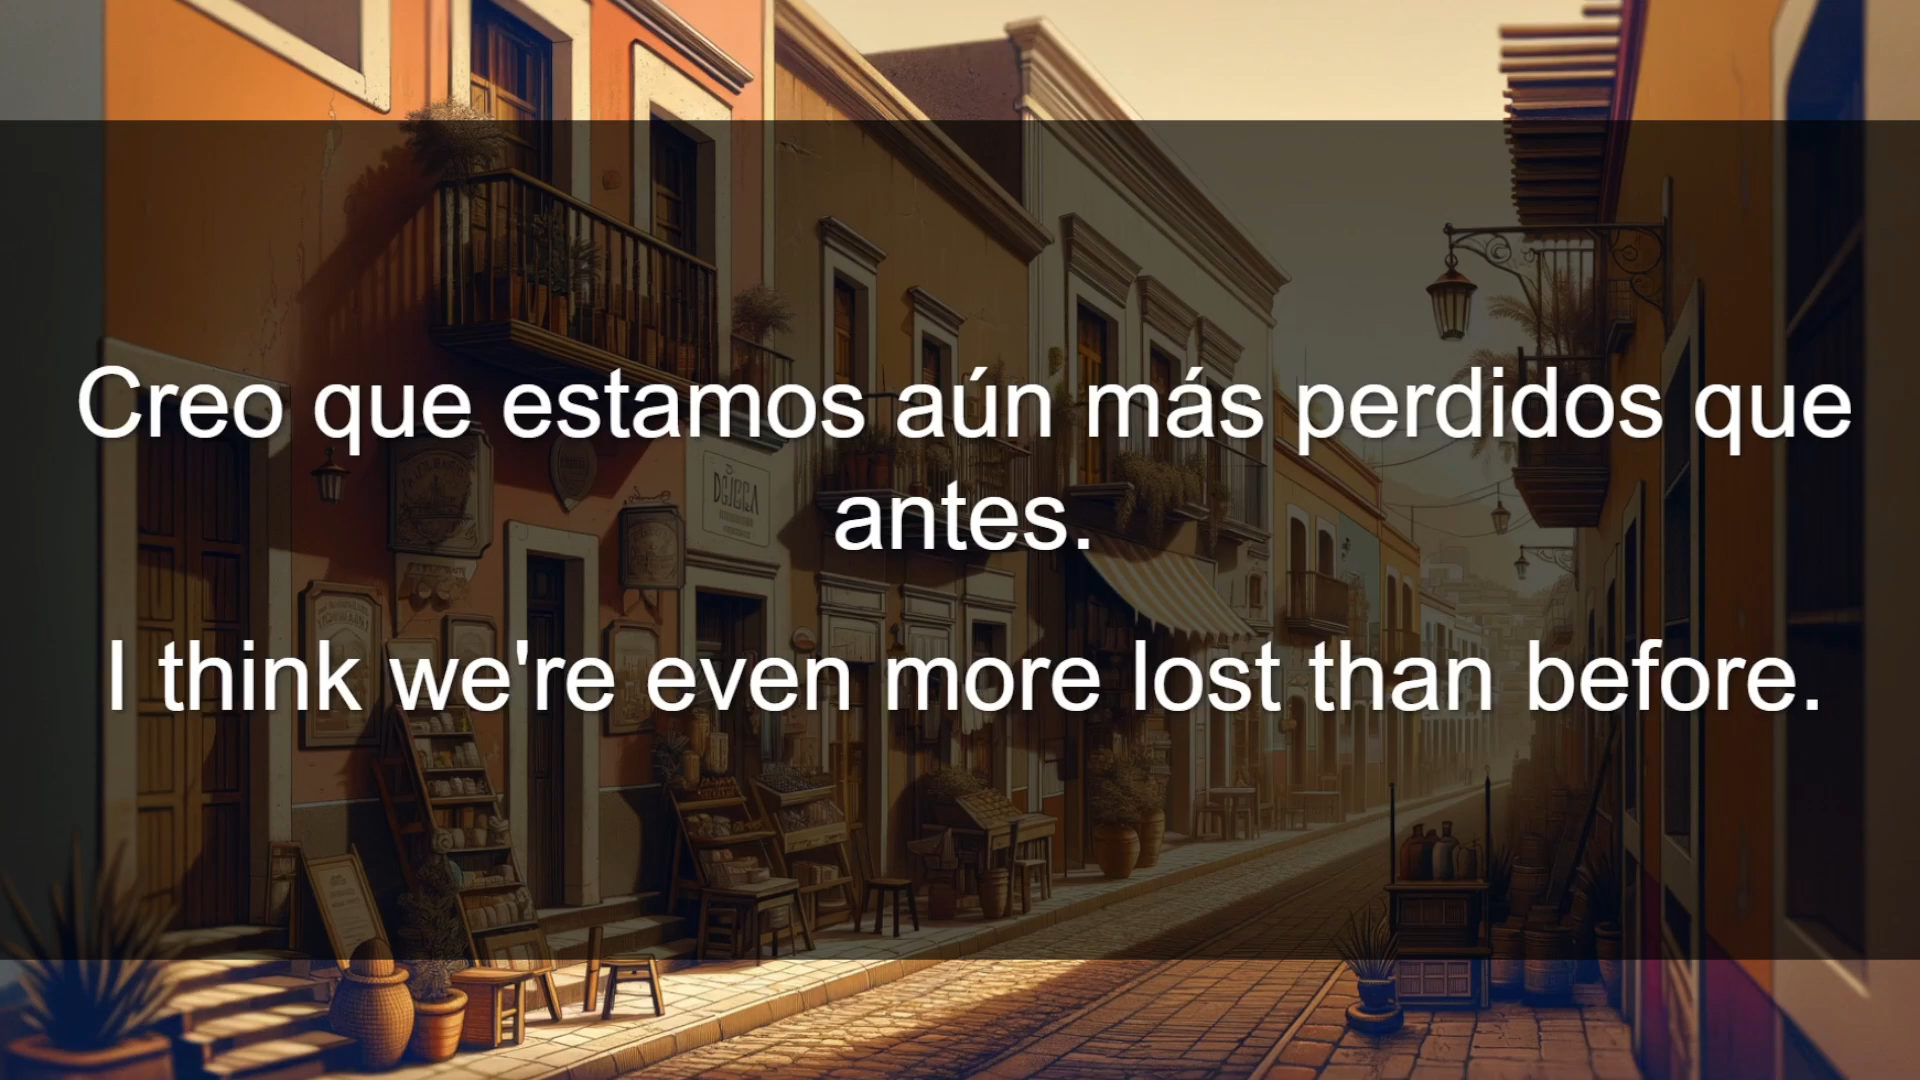 Creo que estamos aún más perdidos que
antes.
I think we're even more lost than before.